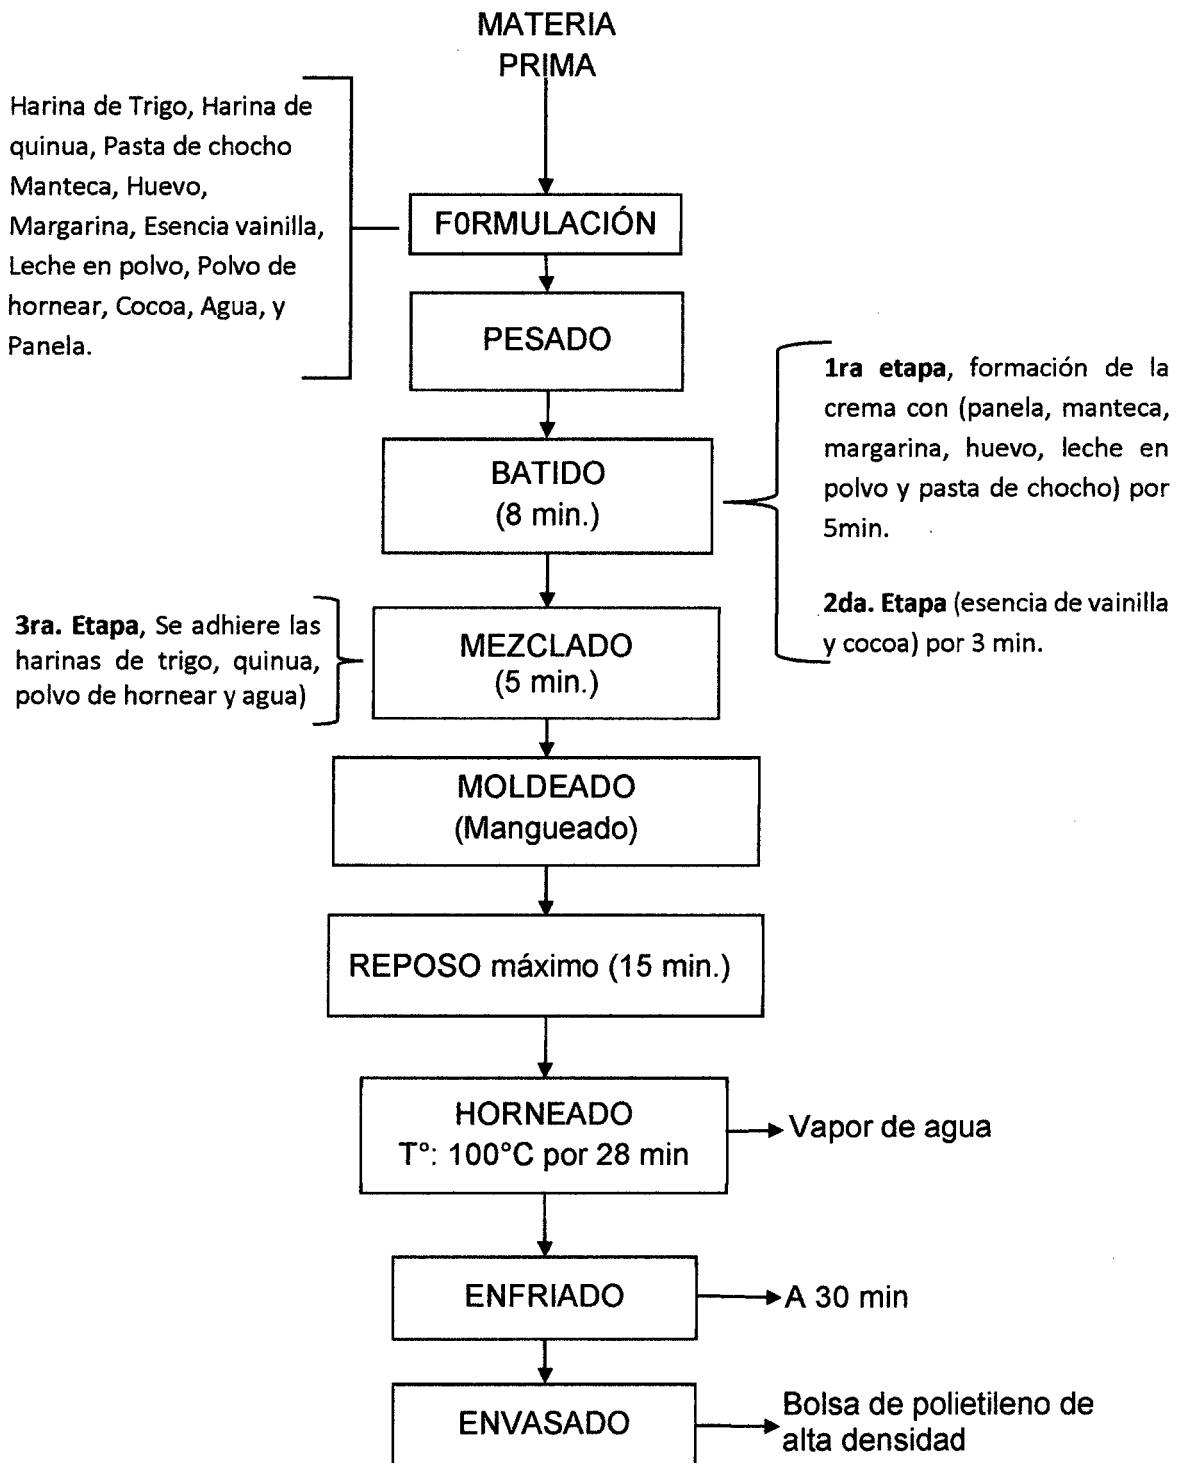 MATERIA
PRIMA
Harina de Trigo, Harina de
quinua, Pasta de chocho
Manteca, Huevo,
Margarina, Esencia vainilla,
Leche en polvo, Polvo de
hornear, Cocoa, Agua, y
Panela.
F0RMULACIÓN
PESADO
BATIDO
(8 min.)
1ra etapa, formación de la
crema con (panela, manteca,
margarina, huevo, leche en
polvo y pasta de chocho) por
5min.
2da. Etapa (esencia de vainilla
y cocoa) por 3 min.
3ra. Etapa, Se adhiere las
harinas de trigo, quinua,
polvo de hornear y agua)
MEZCLADO
(5 min.)
MOLDEADO
(Mangueado)
REPOSO máximo (15 min.)
HORNEADO
Tº: 100°C por 28 min
Vapor de agua
ENFRIADO
A 30 min
ENVASADO
Bolsa de polietileno de
alta densidad